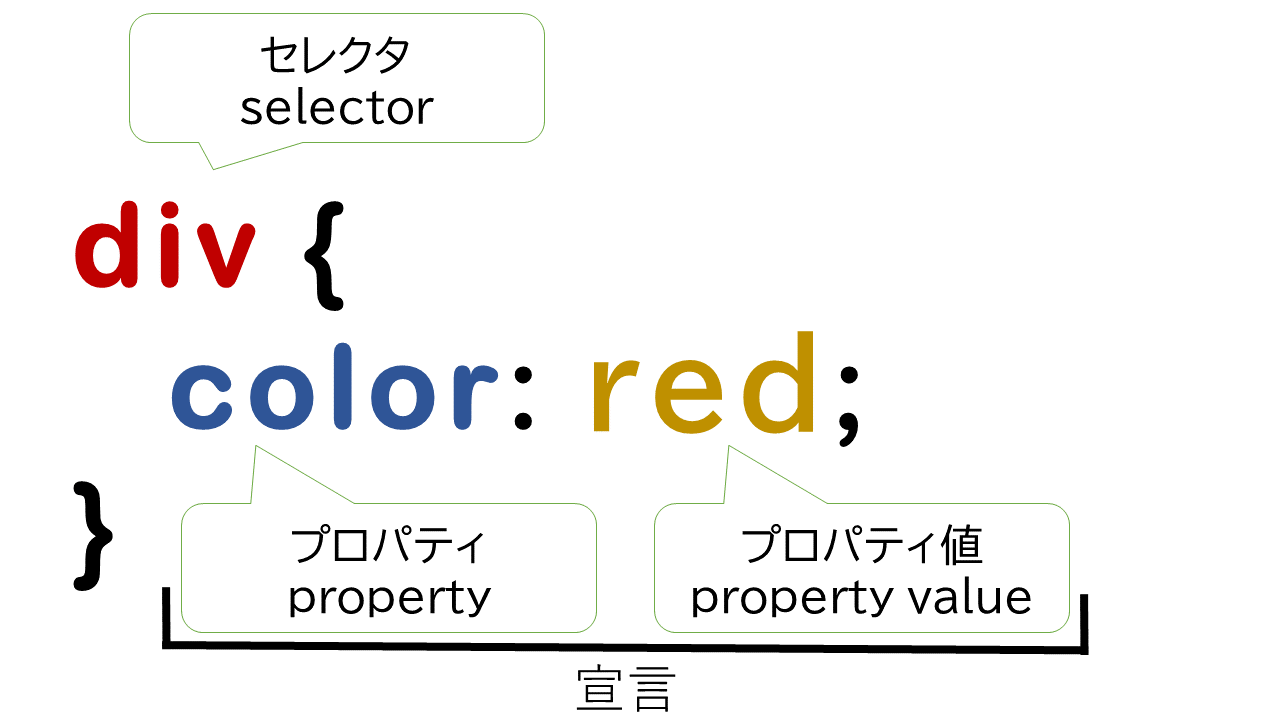 セレクタ
selector
div {
color: red;
}
プロパティ
property
プロパティ値
property value
宣言